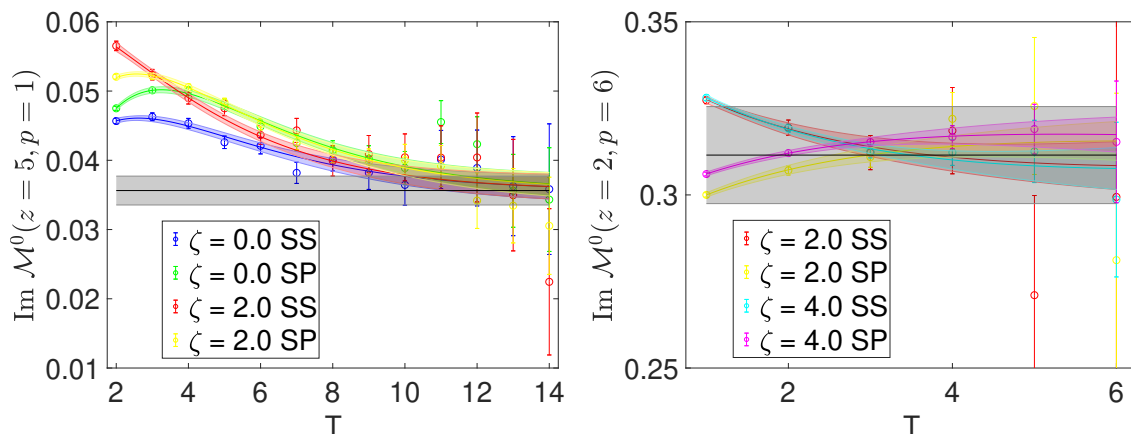 0.06
0.05
0.04
0.03
0.02
0.01
2 4 6 8 10 12 14
T
Im M⁰(z = 5, p = 1)
ζ = 0.0 SS
ζ = 0.0 SP
ζ = 2.0 SS
ζ = 2.0 SP
0.35
0.3
0.25
2 4 6
T
Im M⁰(z = 2, p = 6)
ζ = 2.0 SS
ζ = 2.0 SP
ζ = 4.0 SS
ζ = 4.0 SP